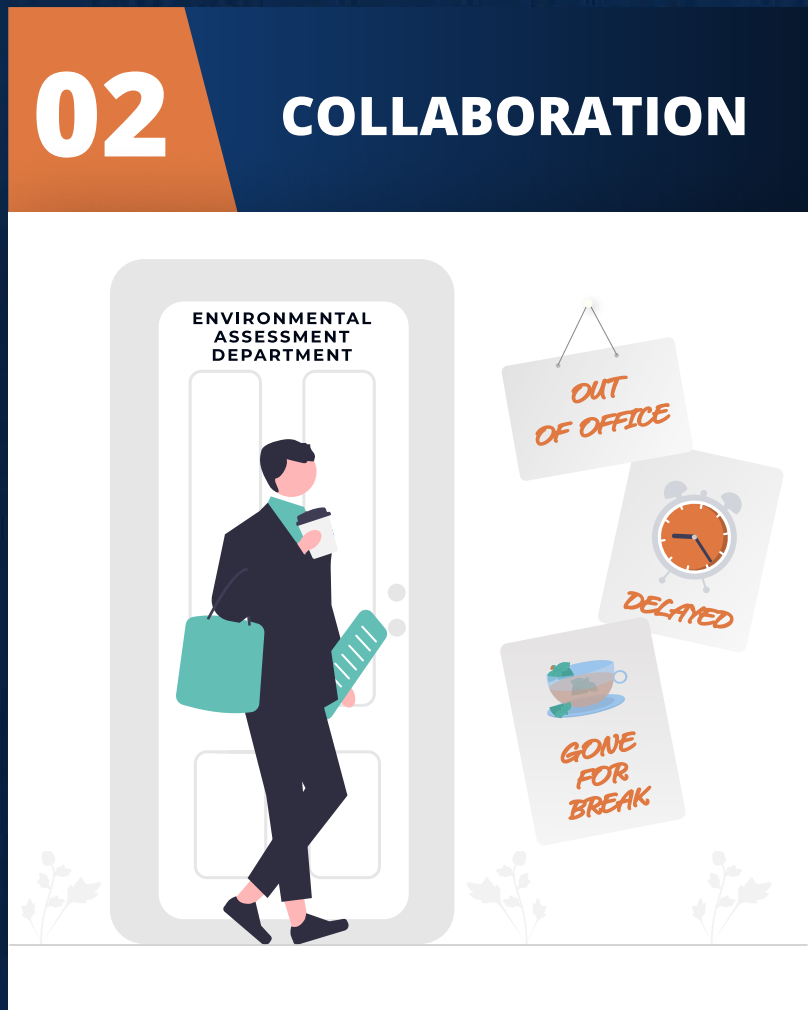 02
COLLABORATION
ENVIRONMENTAL
ASSESSMENT
DEPARTMENT
OUT
OF OFFICE
DELAYED
GONE
FOR
BREAK